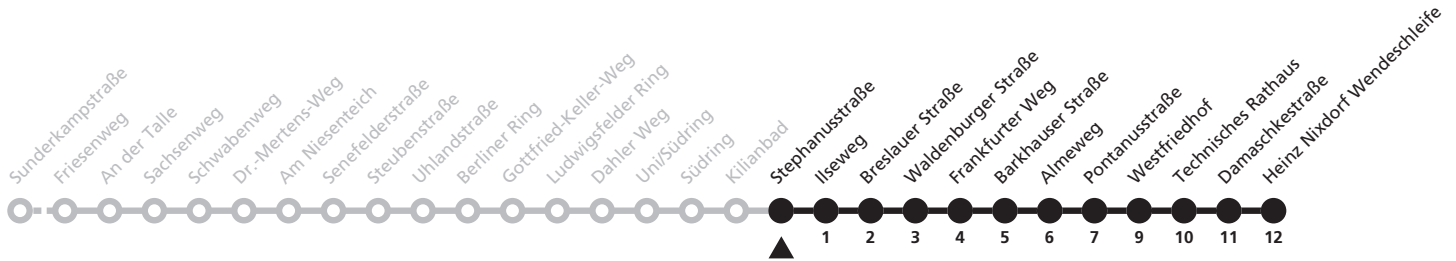 Sunderkampstraße
Friesenweg
An der Talle
Sachsenweg
Schwabenweg
Dr.-Mertens-Weg
Am Niesenteich
Senefelderstraße
Steubenstraße
Uhlandstraße
Berliner Ring
Gottfried-Keller-Weg
Ludwigsfelder Ring
Dahler Weg
Uni/Südring
Südring
Kilianbad
Stephanusstraße
Ilseweg
Breslauer Straße
Waldenburger Straße
Frankfurter Weg
Barkhauser Straße
Almeweg
Pontanusstraße
Westfriedhof
Technisches Rathaus
Damaschkestraße
Heinz Nixdorf Wendeschleife
1 2 3 4 5 6 7 9 10 11 12